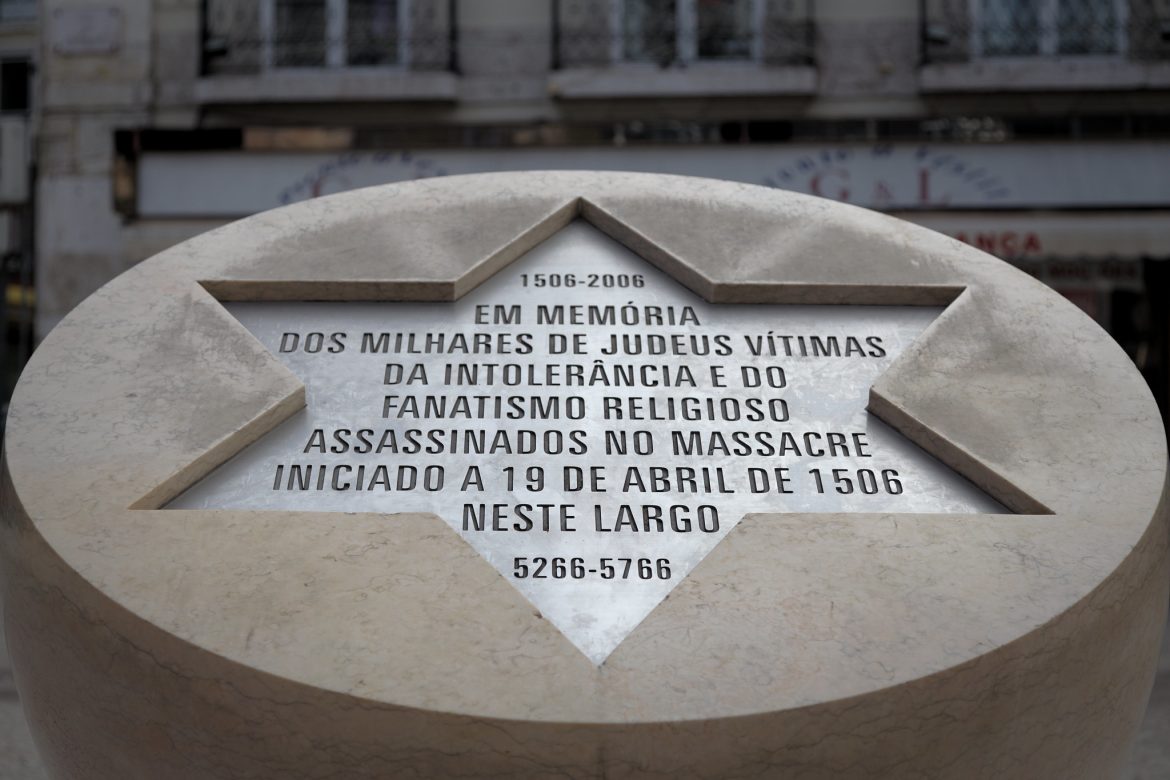 1506-2006
EM MEMÓRIA
DOS MILHARES DE JUDEUS VÍTIMAS
DA INTOLERÂNCIA E DO
FANATISMO RELIGIOSO
ASSASSINADOS NO MASSACRE
INICIADO A 19 DE ABRIL DE 1506
NESTE LARGO
5266-5766
G & L